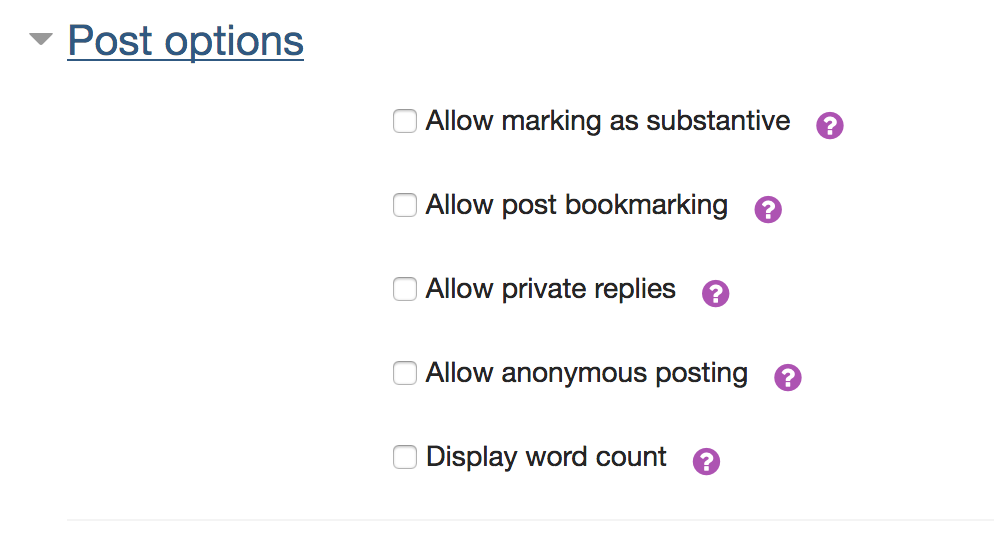 Post options
Allow marking as substantive ?
Allow post bookmarking ?
Allow private replies ?
Allow anonymous posting ?
Display word count ?